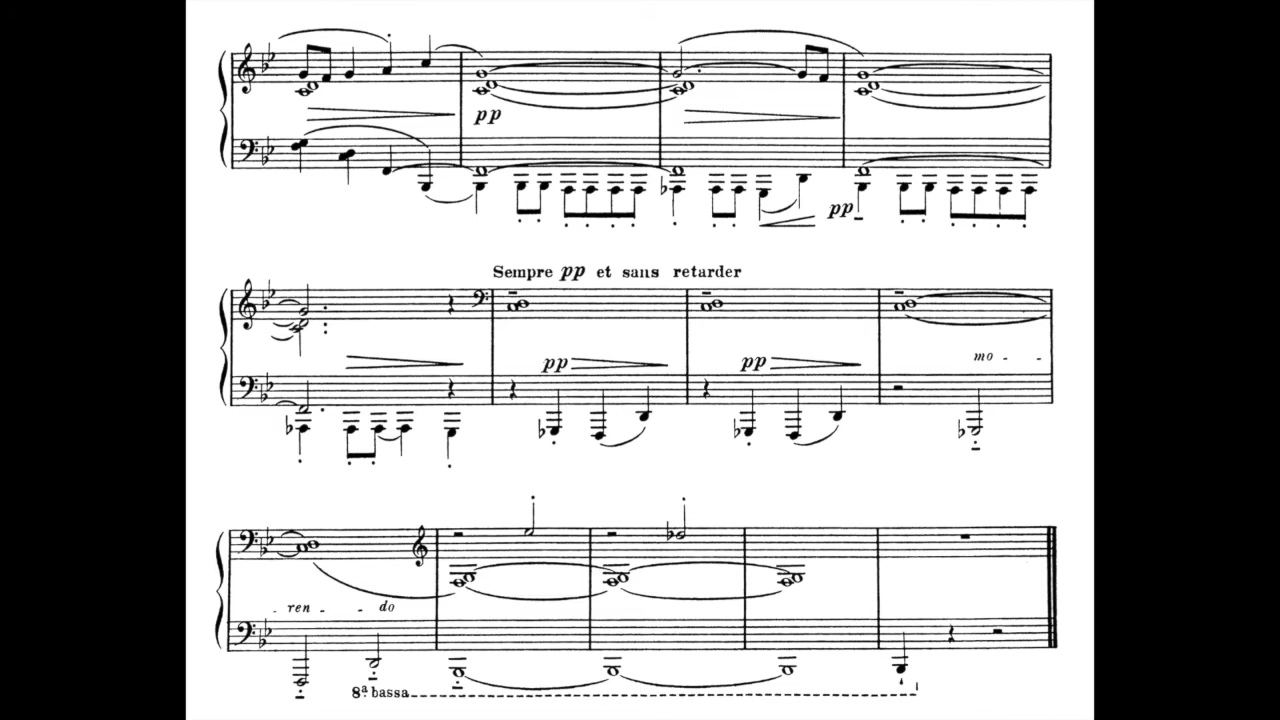 pp
pp
Sempre pp et sans retarder
pp pp
mo - -
- ren - - do
8ª bassa